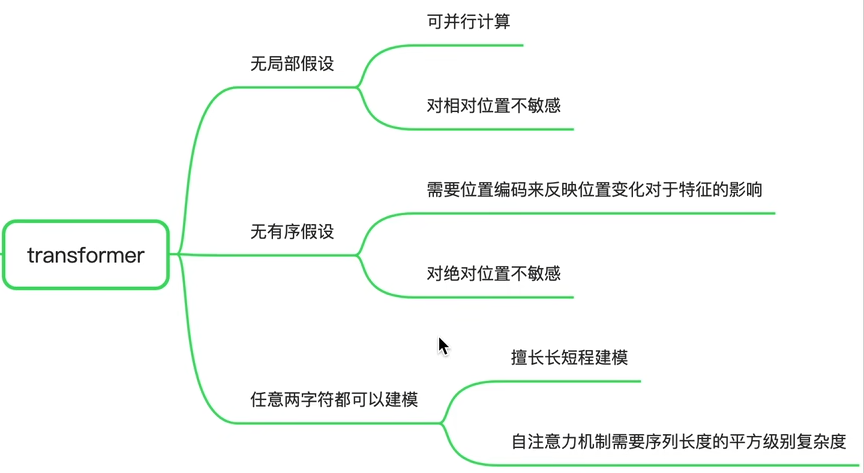 transformer
无局部假设
可并行计算
对相对位置不敏感
无有序假设
需要位置编码来反映位置变化对于特征的影响
对绝对位置不敏感
任意两字符都可以建模
擅长长短程建模
自注意力机制需要序列长度的平方级别复杂度